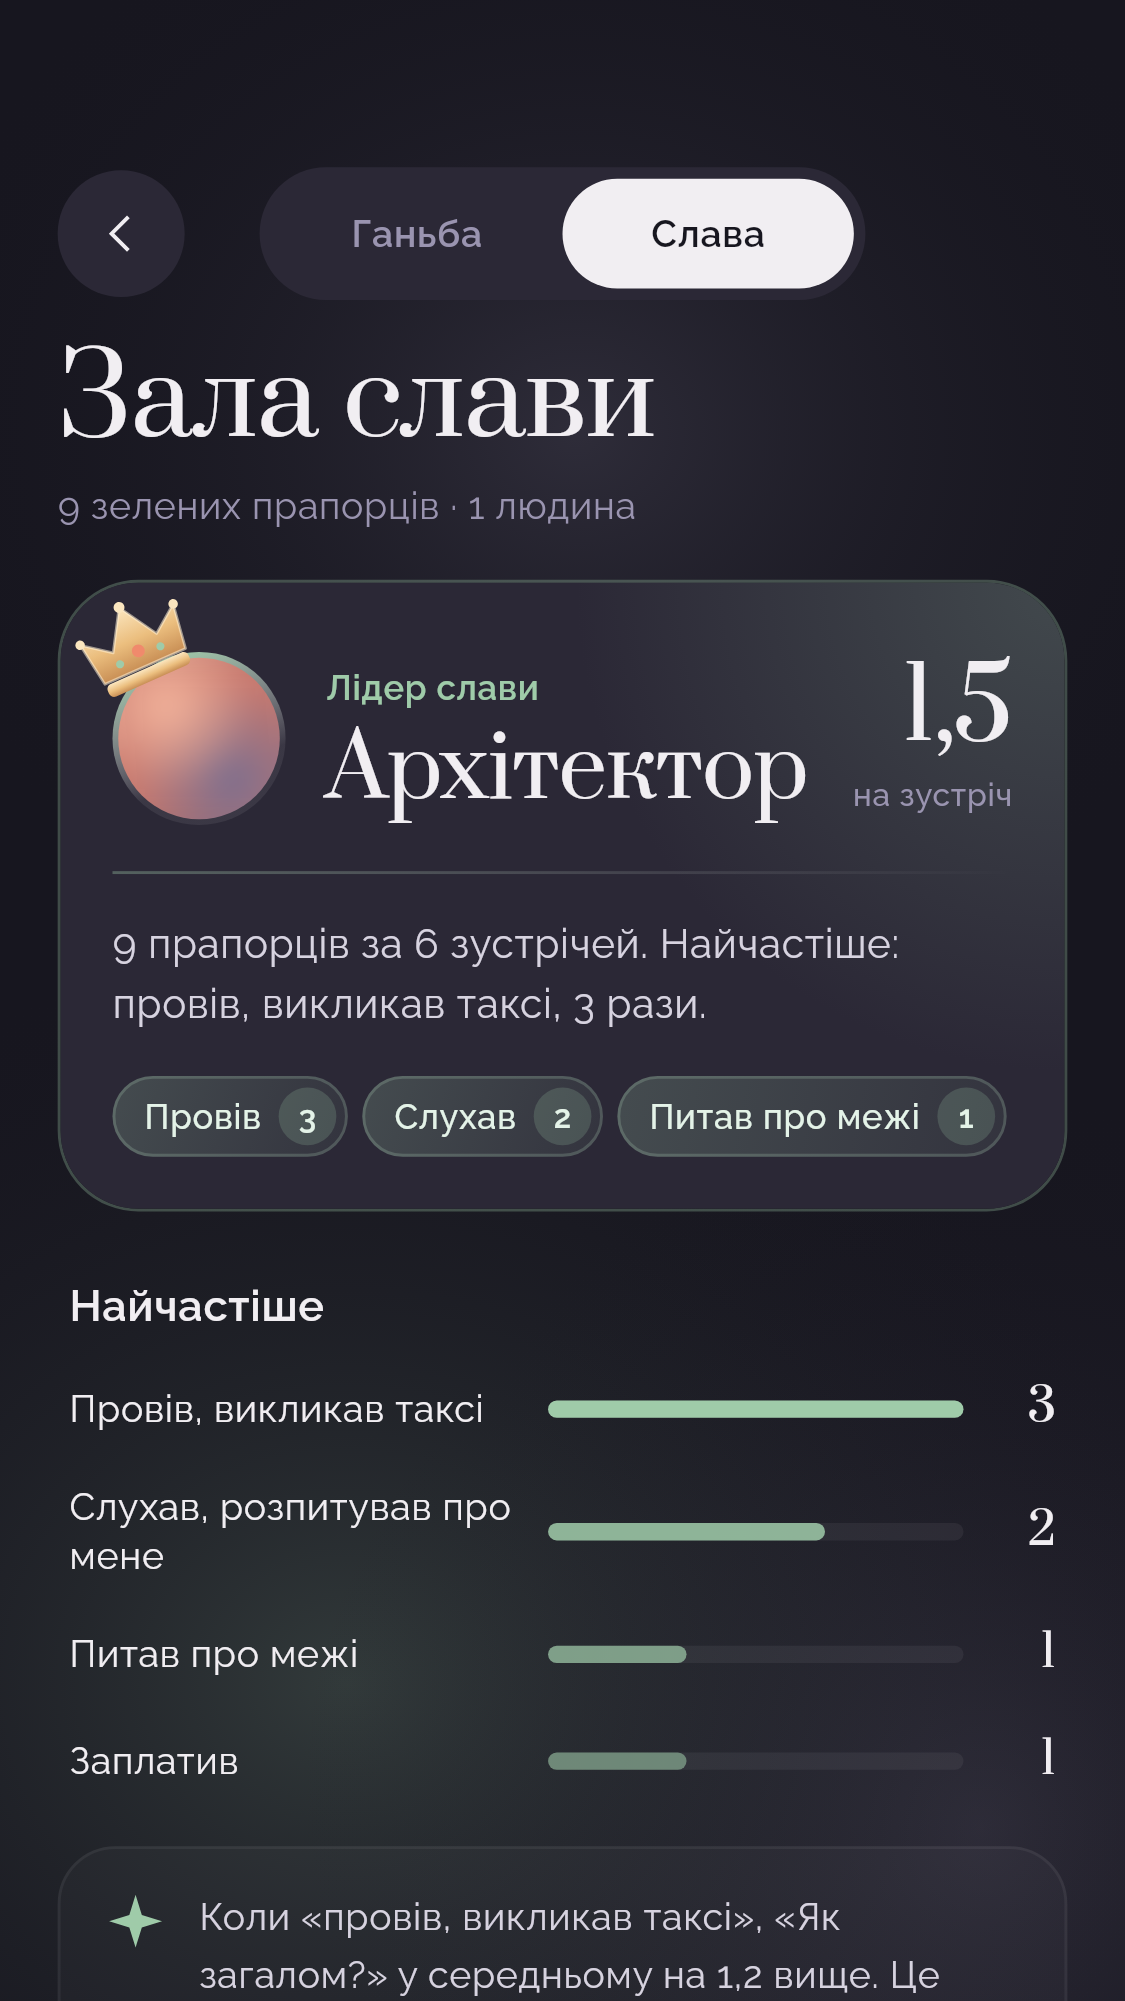 Ганьба
Слава
Зала слави
9 зелених прапорців · 1 людина
Лідер слави
Архітектор
1,5
на зустріч
9 прапорців за 6 зустрічей. Найчастіше:
провів, викликав таксі, 3 рази.
Провів 3
Слухав 2
Питав про межі 1
Найчастіше
Провів, викликав таксі 3
Слухав, розпитував про
мене 2
Питав про межі 1
Заплатив 1
Коли «провів, викликав таксі», «Як
загалом?» у середньому на 1,2 вище. Це